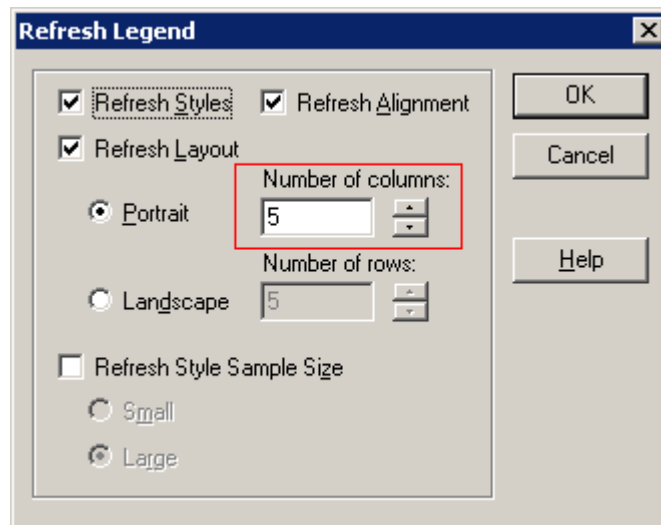 Refresh Legend
Refresh Styles
Refresh Alignment
OK
Refresh Layout
Cancel
Number of columns:
Portrait
5
Number of rows:
Help
Landscape
5
Refresh Style Sample Size
Small
Large